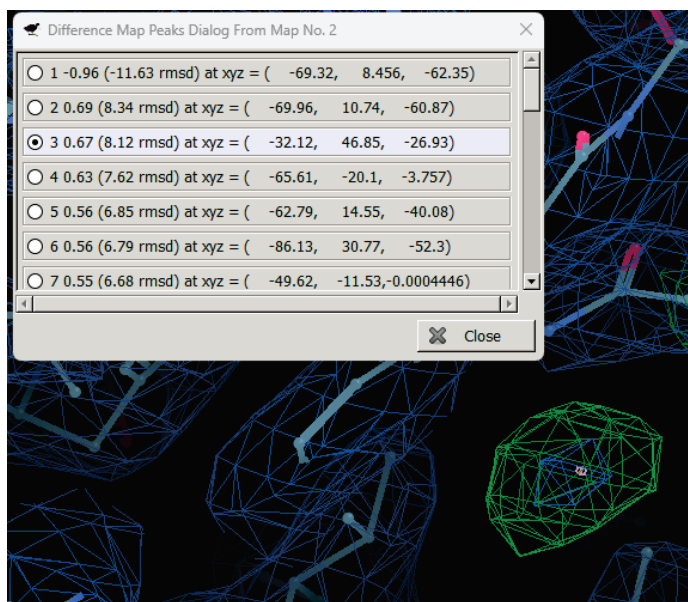 Difference Map Peaks Dialog From Map No. 2
1 -0.96 (-11.63 rmsd) at xyz = ( -69.32, 8.456, -62.35)
2 0.69 (8.34 rmsd) at xyz = ( -69.96, 10.74, -60.87)
3 0.67 (8.12 rmsd) at xyz = ( -32.12, 46.85, -26.93)
4 0.63 (7.62 rmsd) at xyz = ( -65.61, -20.1, -3.757)
5 0.56 (6.85 rmsd) at xyz = ( -62.79, 14.55, -40.08)
6 0.56 (6.79 rmsd) at xyz = ( -86.13, 30.77, -52.3)
7 0.55 (6.68 rmsd) at xyz = ( -49.62, -11.53,-0.0004446)
Close